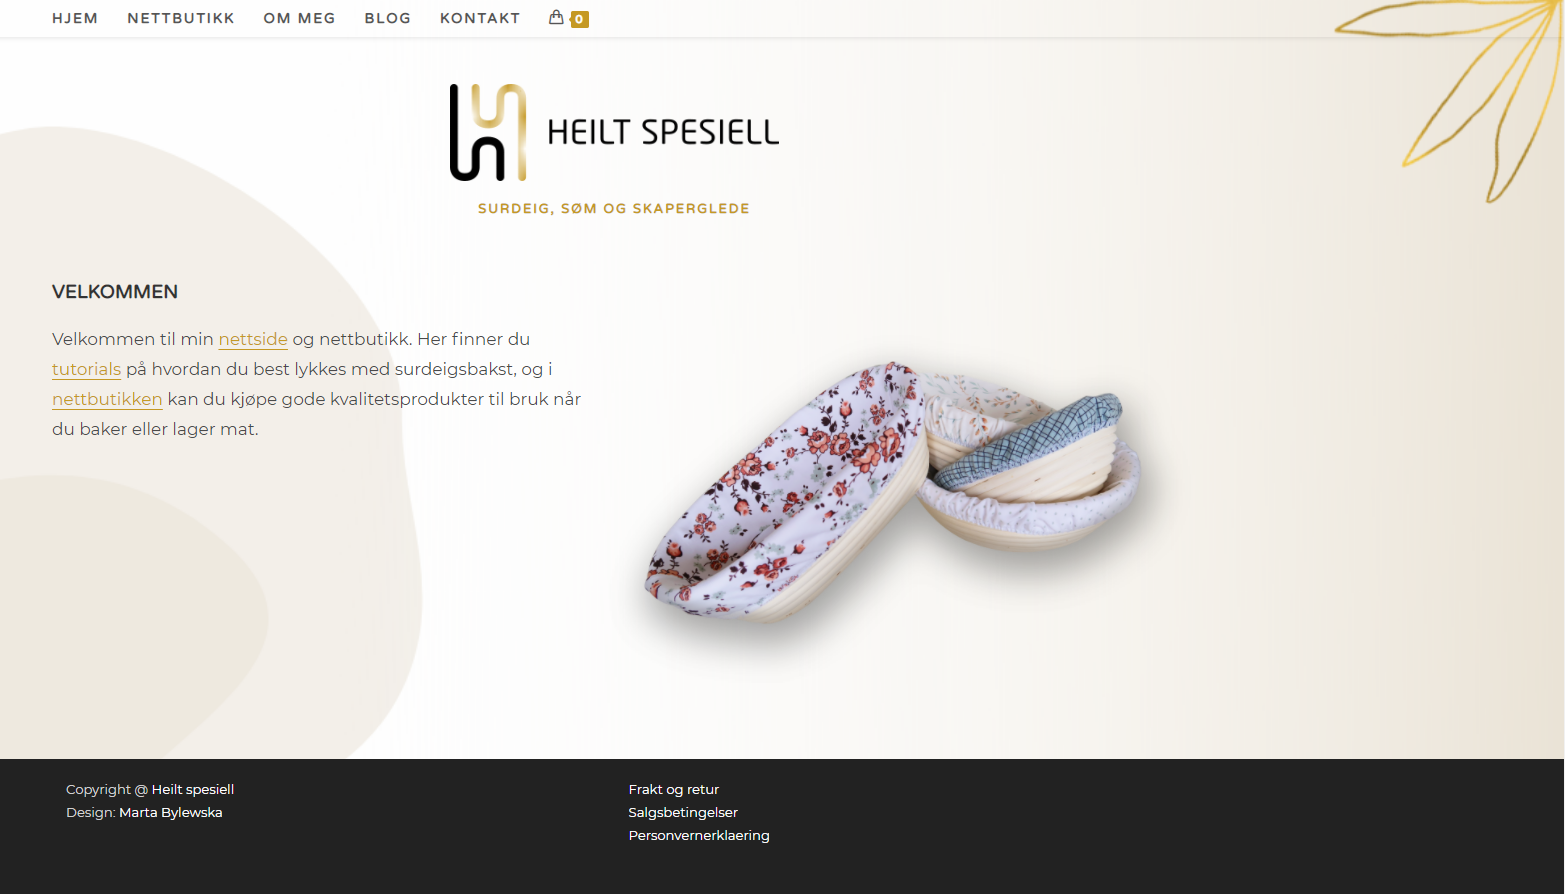 HJEM NETTBUTIKK OM MEG BLOG KONTAKT 0
HEILT SPESIELL
SURDEIG, SØM OG SKAPERGLEDE
VELKOMMEN
Velkommen til min nettside og nettbutikk. Her finner du
tutorials på hvordan du best lykkes med surdeigsbakst, og i
nettbutikken kan du kjøpe gode kvalitetsprodukter til bruk når
du baker eller lager mat.
Copyright @ Heilt spesiell
Design: Marta Bylewska
Frakt og retur
Salgsbetingelser
Personvernerklaering